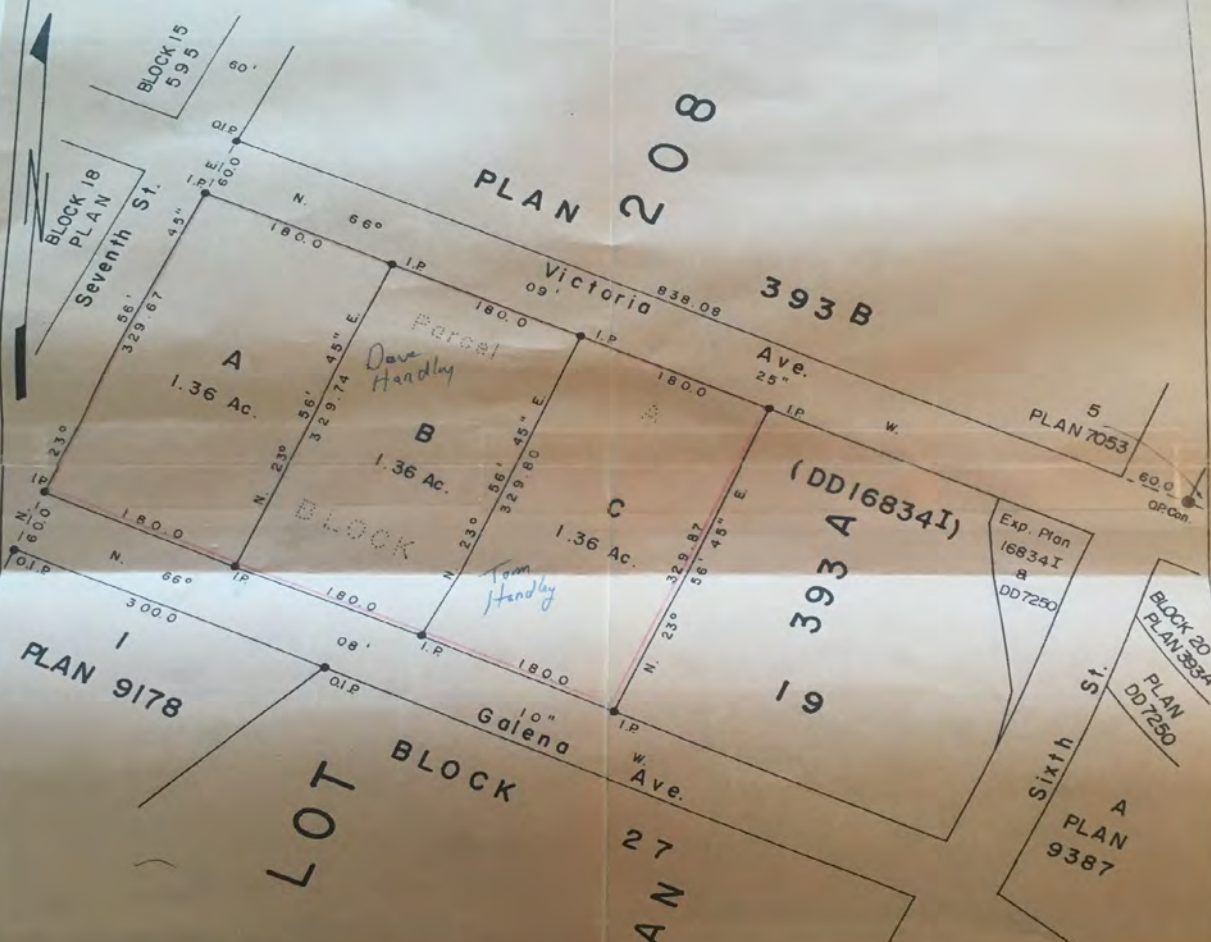 BLOCK 15
595
60'
BLOCK 18
PLAN
Seventh St.
O.I.P.
E.
60.0
I.P.
N. 66° 09' 25" W.
838.08
Victoria Ave.
PLAN 393B
208
180.0
I.P.
180.0
I.P.
180.0
I.P.
5
PLAN 7053
60.0
O.P. Con.
N. 23° 56' 45"
329.67
A
1.36 Ac.
N. 23° 56' 45" E.
329.74
Parcel A
Dave
Handley
B
1.36 Ac.
BLOCK
N. 23° 56' 45" E.
329.80
C
1.36 Ac.
Tom
Handley
N. 23° 56' 45" E.
329.87
(DD16834I)
393A
19
Exp. Plan
16834I
&
DD7250
BLOCK 20
PLAN 393A
PLAN
DD7250
Sixth St.
A
PLAN
9387
I.P.
180.0
I.P.
180.0
I.P.
180.0
I.P.
N.
60.0
O.I.P.
N. 66° 08' 10" W.
300.0
O.I.P.
Galena Ave.
1
PLAN 9178
LOT
BLOCK
27
AN